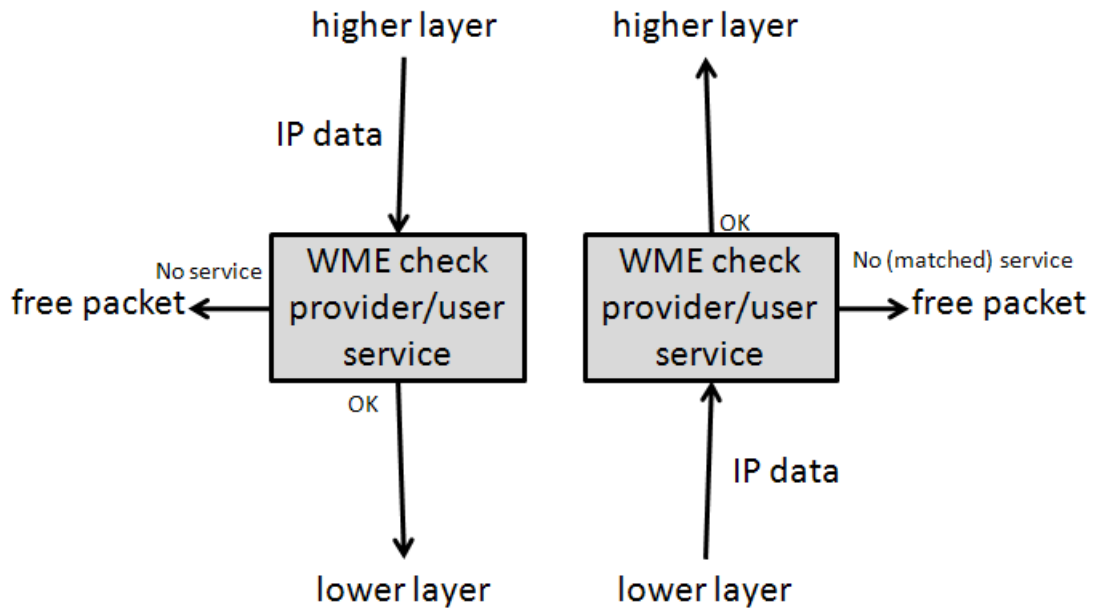 higher layer
higher layer
IP data
OK
No service
WME check
provider/user
service
free packet
WME check
provider/user
service
No (matched) service
free packet
OK
IP data
lower layer
lower layer